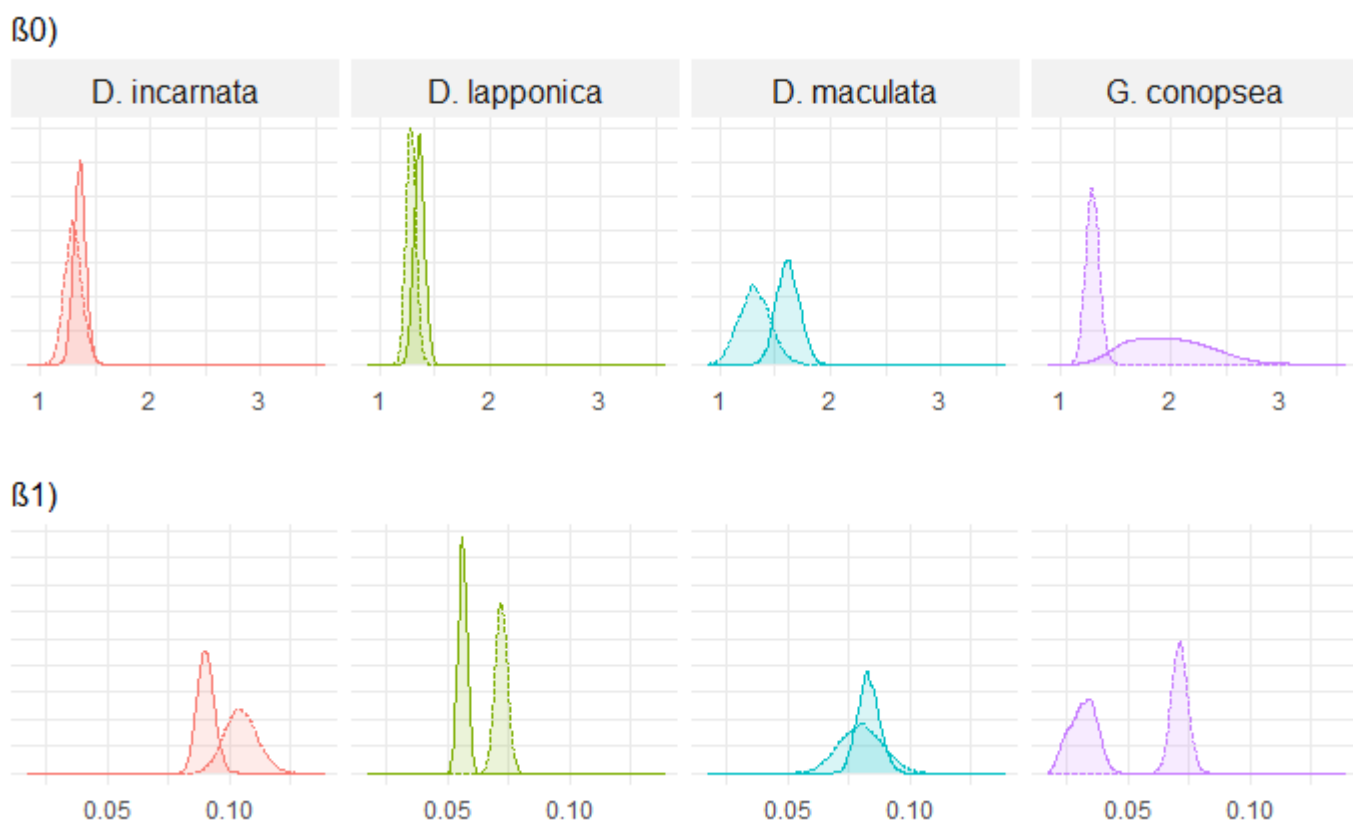 ß0)
D. incarnata D. lapponica D. maculata G. conopsea
1 2 3 1 2 3 1 2 3 1 2 3
ß1)
0.05 0.10 0.05 0.10 0.05 0.10 0.05 0.10